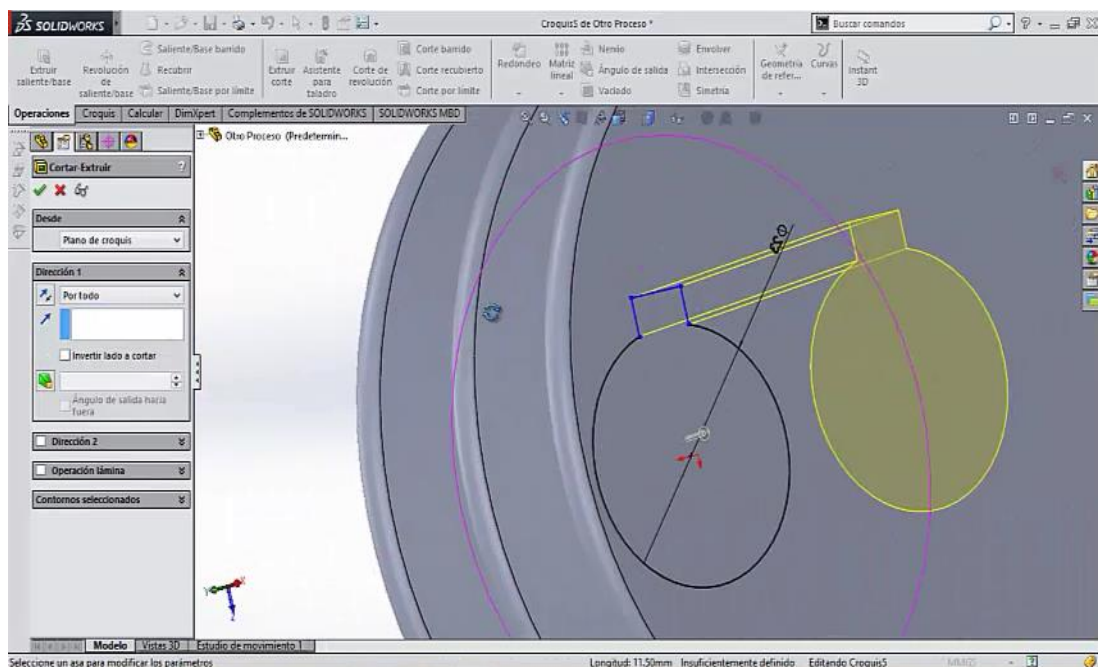 SOLIDWORKS
Croquis5 de Otro Proceso *
Buscar comandos
Extruir saliente/base
Revolución de saliente/base
Saliente/Base barrido
Recubrir
Saliente/Base por límite
Extruir corte
Asistente para taladro
Corte de revolución
Corte barrido
Corte recubierto
Corte por límite
Redondeo
Matriz lineal
Nervio
Ángulo de salida
Vaciado
Envolver
Intersección
Simetría
Geometría de refer...
Curvas
Instant 3D
Operaciones Croquis Calcular DimXpert Complementos de SOLIDWORKS SOLIDWORKS MBD
Otro Proceso (Predetermin...
Cortar-Extruir ?
Desde
Plano de croquis
Dirección 1
Por todo
Invertir lado a cortar
Ángulo de salida hacia fuera
Dirección 2
Operación lámina
Contornos seleccionados
Modelo Vistas 3D Estudio de movimiento 1
Seleccione un asa para modificar los parámetros
Longitud: 11.50mm Insuficientemente definido Editando Croquis5